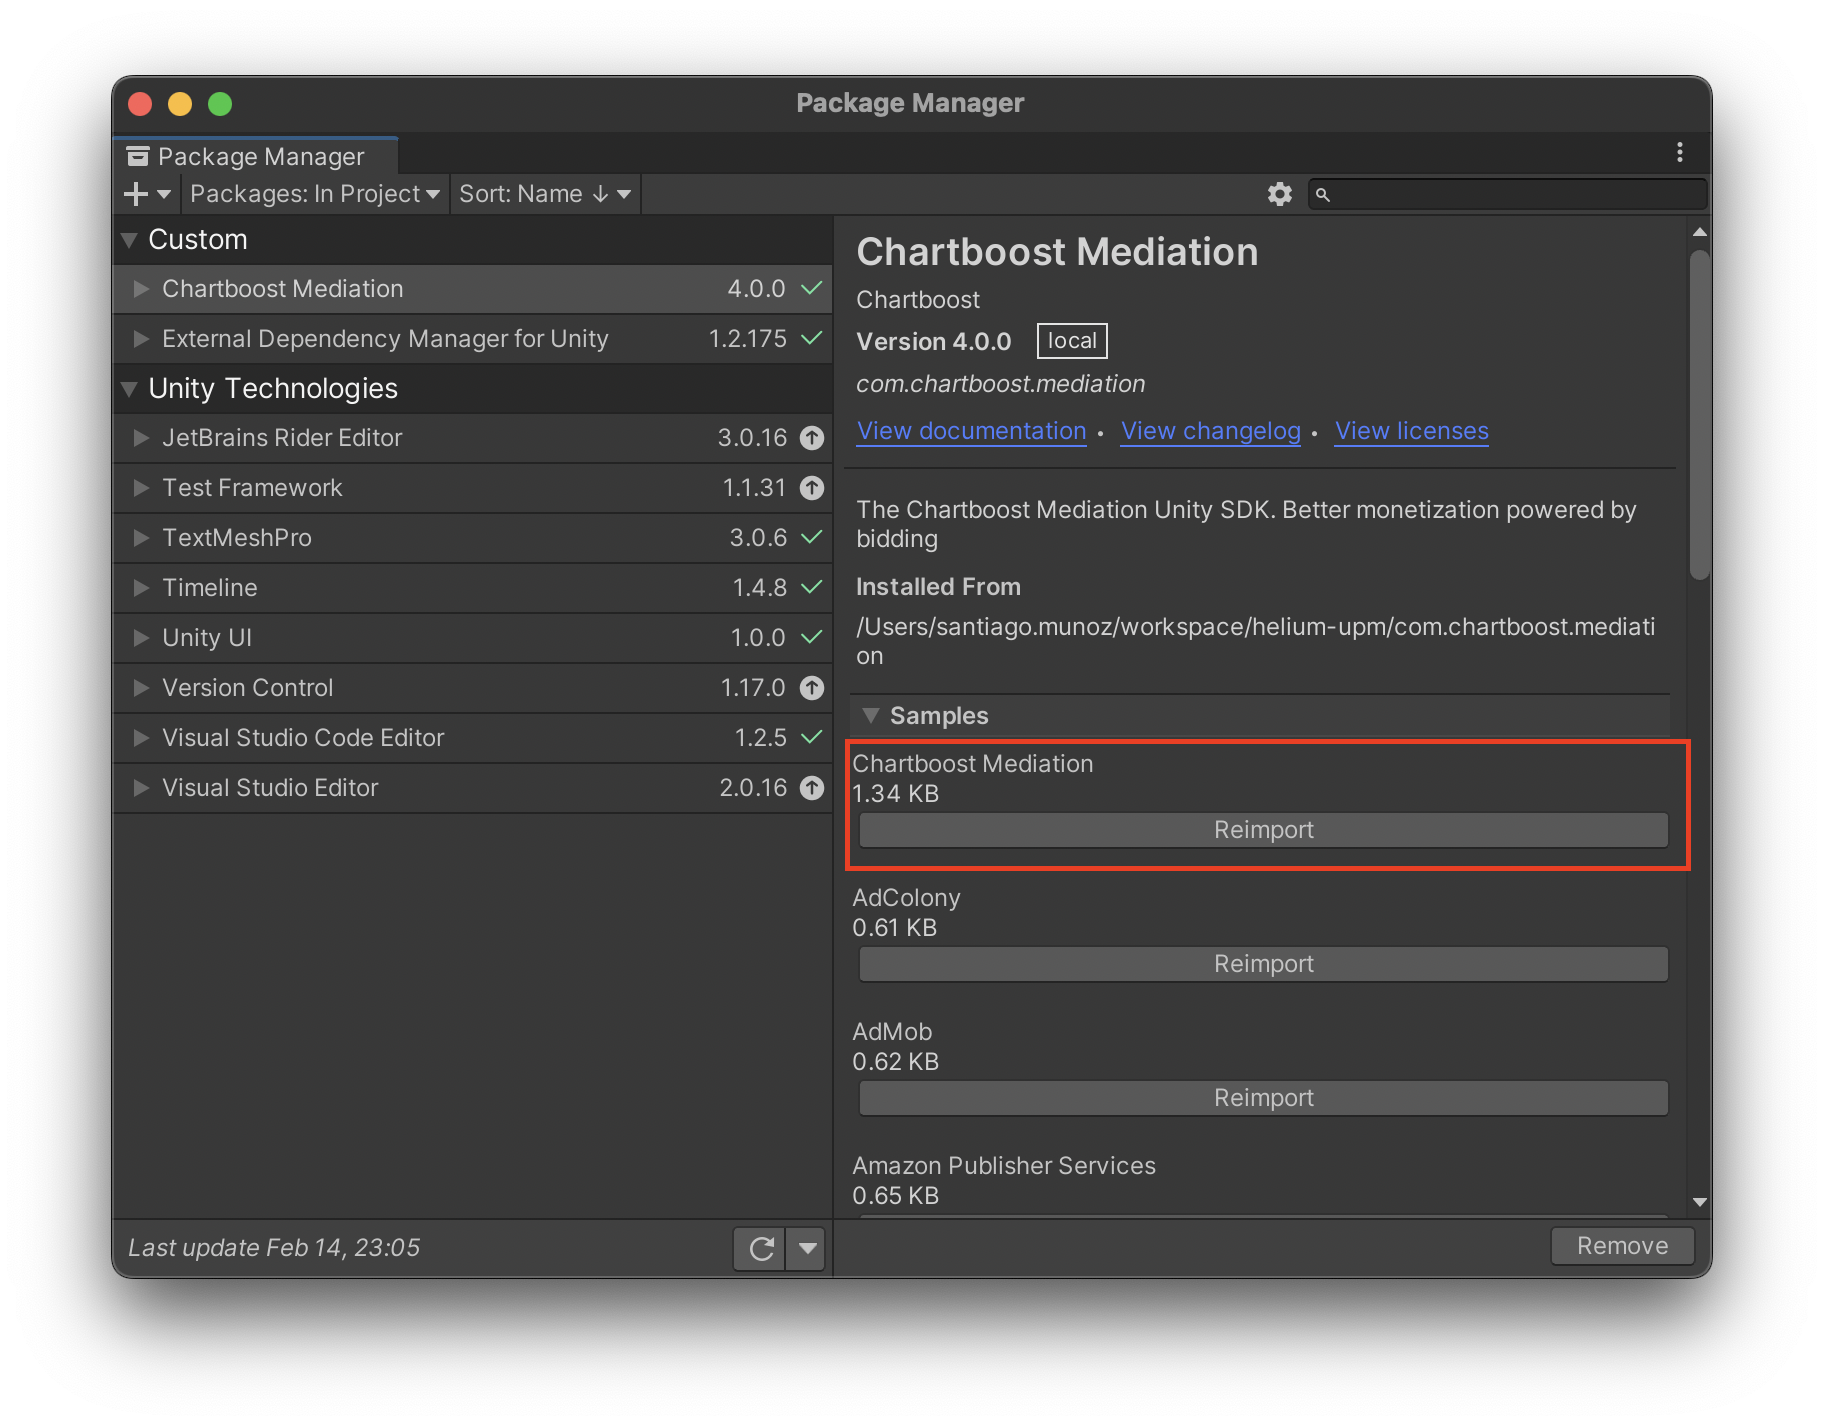 Package Manager
Package Manager
Packages: In Project
Sort: Name ↓
Custom
Chartboost Mediation 4.0.0
External Dependency Manager for Unity 1.2.175
Unity Technologies
JetBrains Rider Editor 3.0.16
Test Framework 1.1.31
TextMeshPro 3.0.6
Timeline 1.4.8
Unity UI 1.0.0
Version Control 1.17.0
Visual Studio Code Editor 1.2.5
Visual Studio Editor 2.0.16
Last update Feb 14, 23:05
Chartboost Mediation
Chartboost
Version 4.0.0 local
com.chartboost.mediation
View documentation • View changelog • View licenses
The Chartboost Mediation Unity SDK. Better monetization powered by
bidding
Installed From
/Users/santiago.munoz/workspace/helium-upm/com.chartboost.mediati
on
Samples
Chartboost Mediation
1.34 KB
Reimport
AdColony
0.61 KB
Reimport
AdMob
0.62 KB
Reimport
Amazon Publisher Services
0.65 KB
Remove